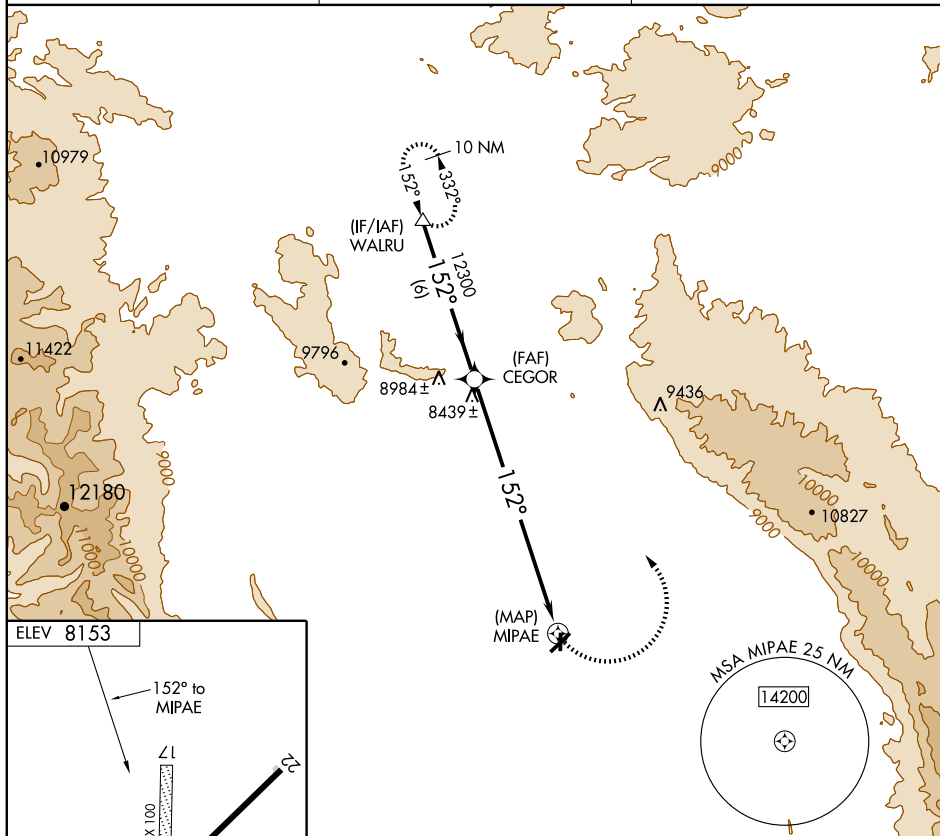 10979
10 NM
152°
332°
9000
(IF/IAF)
WALRU
12300
152°
(6)
11422
9796
(FAF)
CEGOR
8984±
8439±
9436
9000
12180
152°
10000
10827
9000
11000
10000
10000
(MAP)
MIPAE
ELEV 8153
152° to
MIPAE
MSA MIPAE 25 NM
14200
17
22
X 100